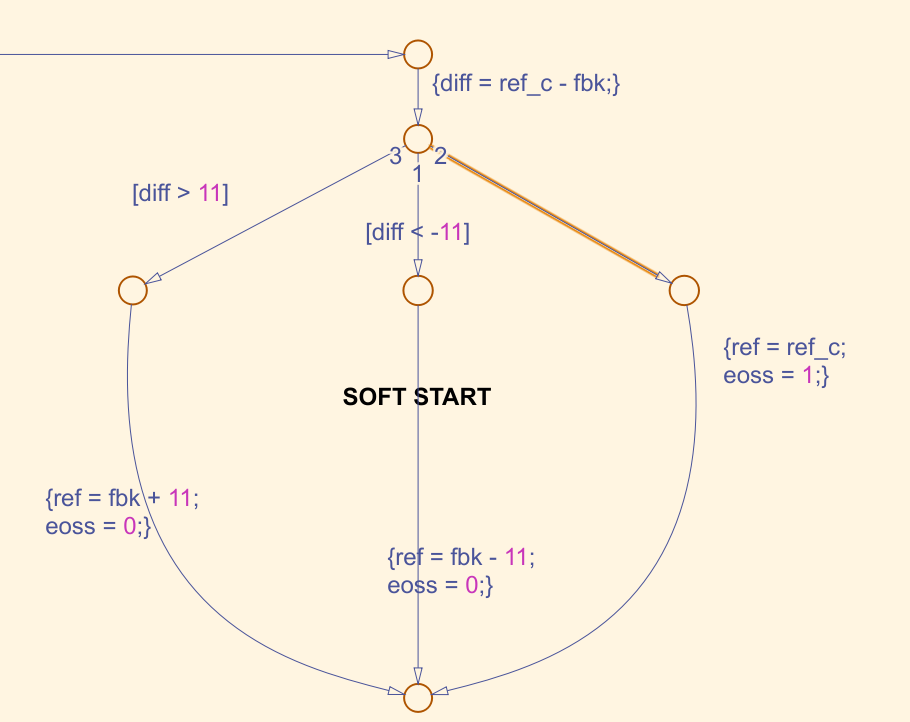 {diff = ref_c - fbk;}
3
1
2
[diff > 11]
[diff < -11]
{ref = ref_c;
eoss = 1;}
SOFT START
{ref = fbk + 11;
eoss = 0;}
{ref = fbk - 11;
eoss = 0;}